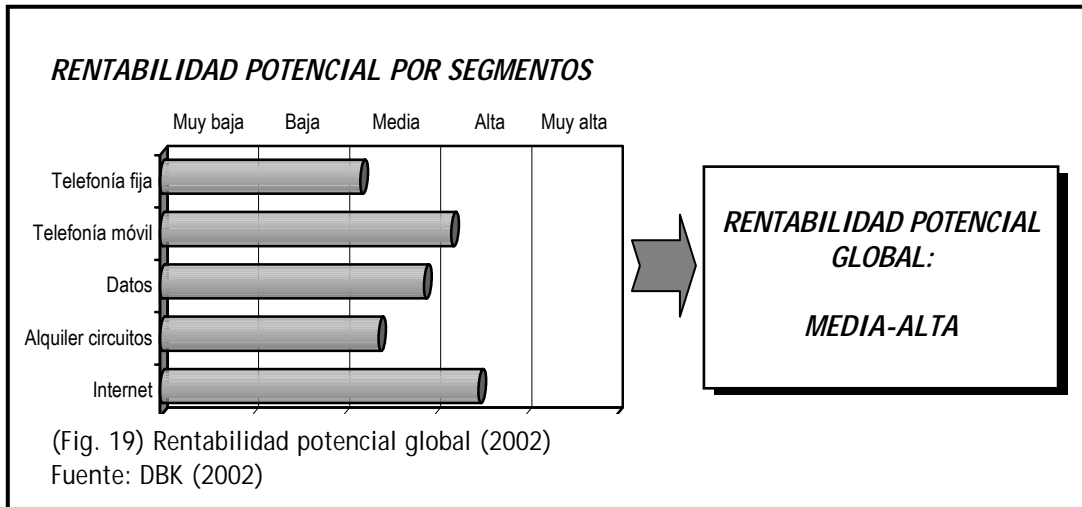 RENTABILIDAD POTENCIAL POR SEGMENTOS
Muy baja Baja Media Alta Muy alta
Telefonía fija
Telefonía móvil
Datos
Alquiler circuitos
Internet
RENTABILIDAD POTENCIAL
GLOBAL:
MEDIA-ALTA
(Fig. 19) Rentabilidad potencial global (2002)
Fuente: DBK (2002)